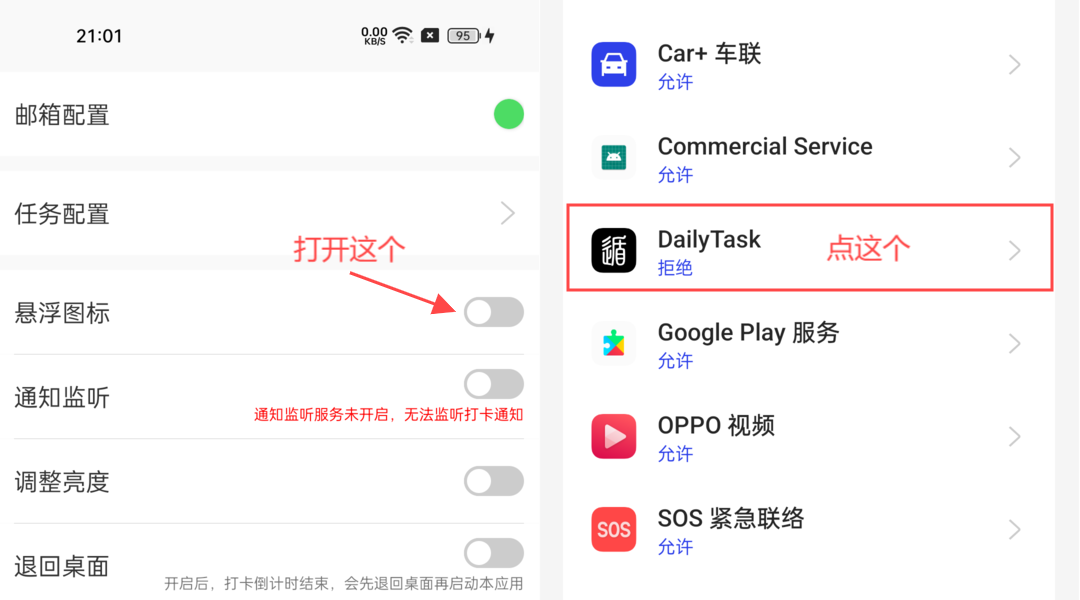 21:01
0.00
KB/S
95
邮箱配置
任务配置
打开这个
悬浮图标
通知监听
通知监听服务未开启，无法监听打卡通知
调整亮度
退回桌面
开启后，打卡倒计时结束，会先退回桌面再启动本应用
Car+ 车联
允许
Commercial Service
允许
遁
DailyTask
拒绝
点这个
Google Play 服务
允许
OPPO 视频
允许
SOS
SOS 紧急联络
允许